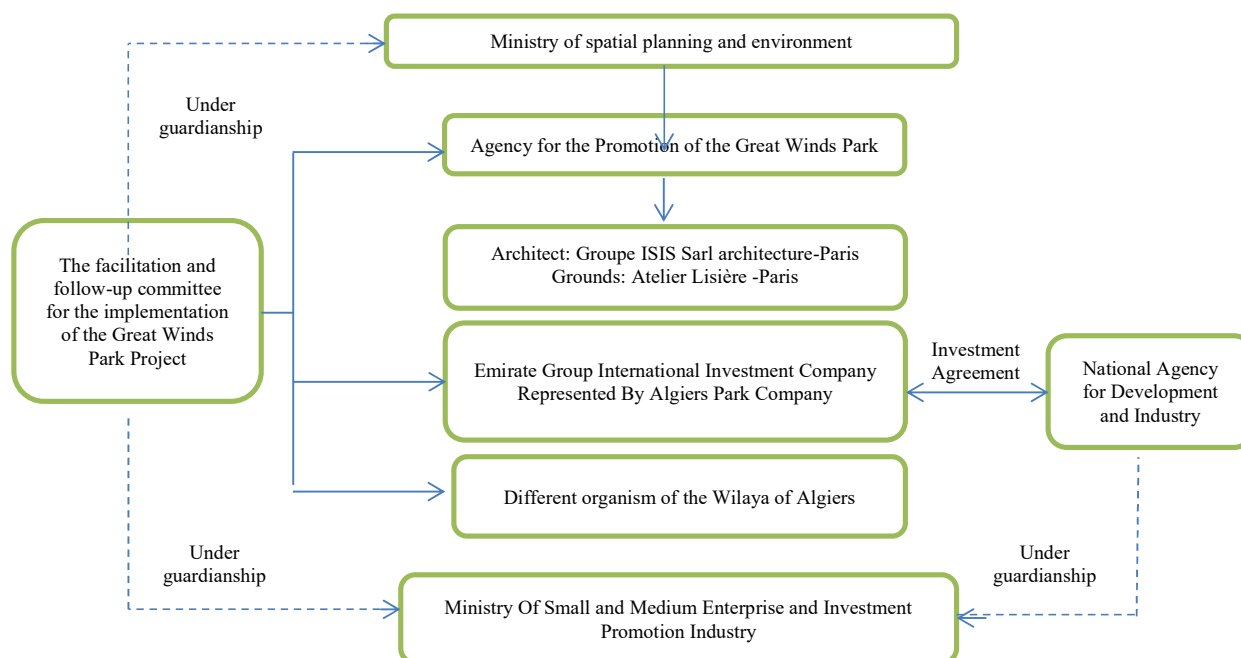 Ministry of spatial planning and environment
Under
guardianship
Agency for the Promotion of the Great Winds Park
Architect: Groupe ISIS Sarl architecture-Paris
Grounds: Atelier Lisière -Paris
The facilitation and
follow-up committee
for the implementation
of the Great Winds
Park Project
Emirate Group International Investment Company
Represented By Algiers Park Company
Investment
Agreement
National Agency
for Development
and Industry
Different organism of the Wilaya of Algiers
Under
guardianship
Under
guardianship
Ministry Of Small and Medium Enterprise and Investment
Promotion Industry